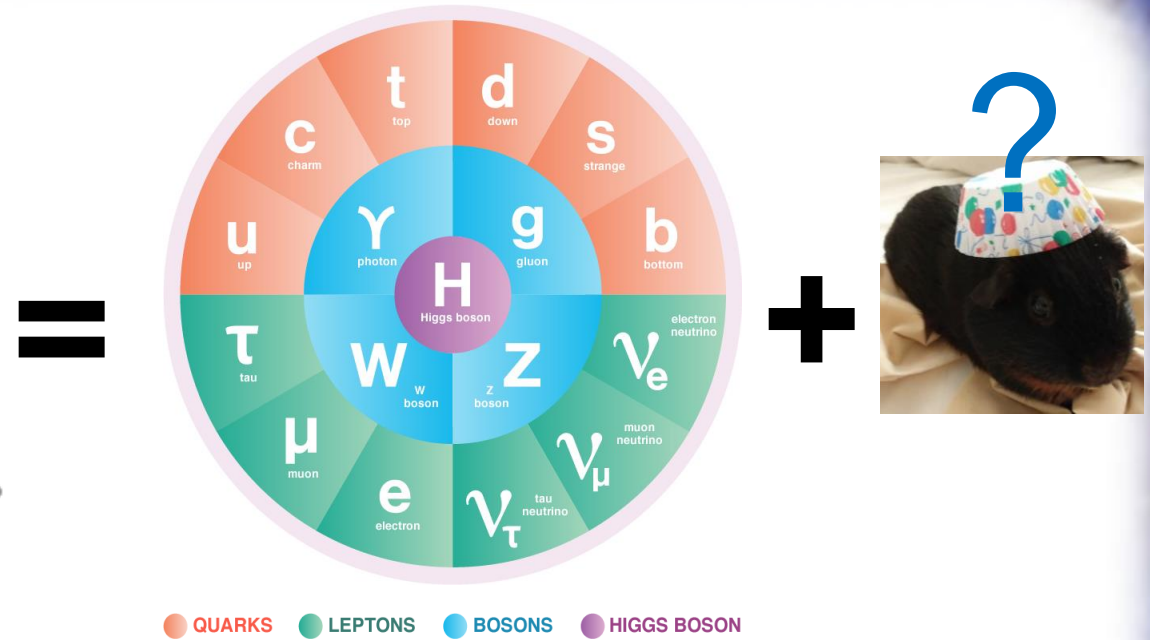 t
top
d
down
c
charm
s
strange
u
up
b
bottom
γ
photon
g
gluon
H
Higgs boson
τ
tau
W
W
boson
Z
Z
boson
νe
electron
neutrino
μ
muon
νμ
muon
neutrino
e
electron
ντ
tau
neutrino
=
+
?
QUARKS LEPTONS BOSONS HIGGS BOSON